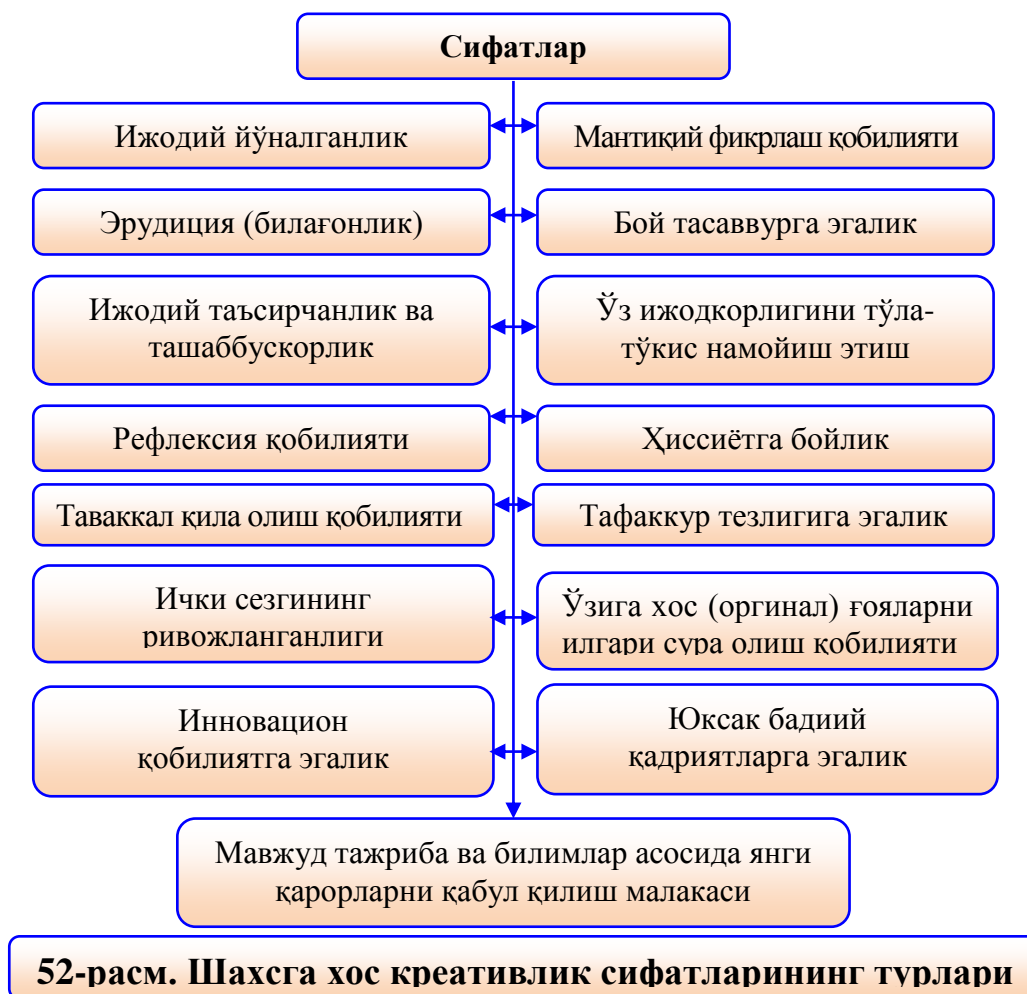 Сифатлар
Ижодий йўналганлик
Мантиқий фикрлаш қобилияти
Эрудиция (билағонлик)
Бой тасаввурга эгалик
Ижодий таъсирчанлик ва
ташаббускорлик
Ўз ижодкорлигини тўла-
тўкис намойиш этиш
Рефлексия қобилияти
Ҳиссиётга бойлик
Таваккал қила олиш қобилияти
Тафаккур тезлигига эгалик
Ички сезгининг
ривожланганлиги
Ўзига хос (оргинал) ғояларни
илгари сура олиш қобилияти
Инновацион
қобилиятга эгалик
Юксак бадиий
қадриятларга эгалик
Мавжуд тажриба ва билимлар асосида янги
қарорларни қабул қилиш малакаси
52-расм. Шахсга хос креативлик сифатларининг турлари